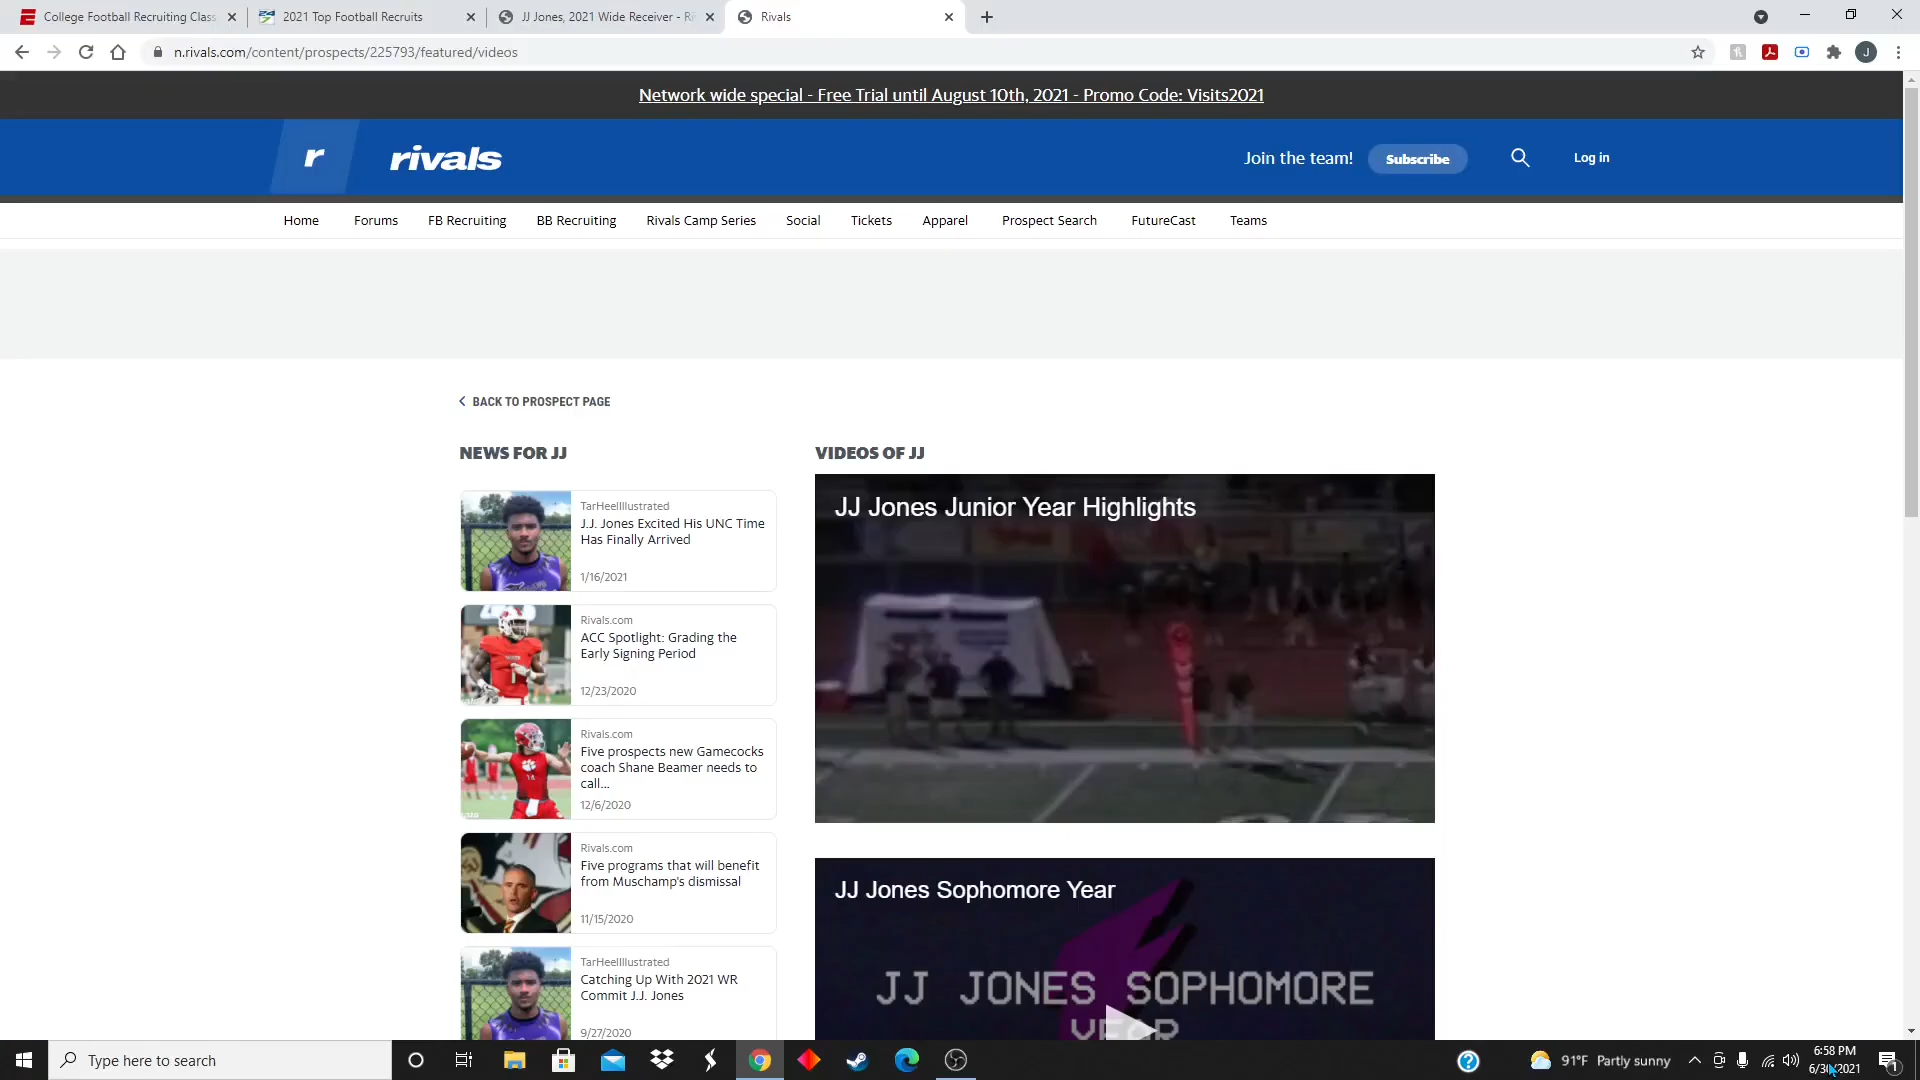 College Football Recruiting Class
2021 Top Football Recruits
JJ Jones, 2021 Wide Receiver - Ri
Rivals
n.rivals.com/content/prospects/225793/featured/videos
J
Network wide special - Free Trial until August 10th, 2021 - Promo Code: Visits2021
r
rivals
Join the team!
Subscribe
Log in
Home
Forums
FB Recruiting
BB Recruiting
Rivals Camp Series
Social
Tickets
Apparel
Prospect Search
FutureCast
Teams
BACK TO PROSPECT PAGE
NEWS FOR JJ
TarHeelIllustrated
J.J. Jones Excited His UNC Time
Has Finally Arrived
1/16/2021
Rivals.com
ACC Spotlight: Grading the
Early Signing Period
12/23/2020
Rivals.com
Five prospects new Gamecocks
coach Shane Beamer needs to
call...
12/6/2020
Rivals.com
Five programs that will benefit
from Muschamp's dismissal
11/15/2020
TarHeelIllustrated
Catching Up With 2021 WR
Commit J.J. Jones
9/27/2020
VIDEOS OF JJ
JJ Jones Junior Year Highlights
JJ Jones Sophomore Year
JJ JONES SOPHOMORE
YEAR
Type here to search
91°F Partly sunny
6:58 PM
6/30/2021
1